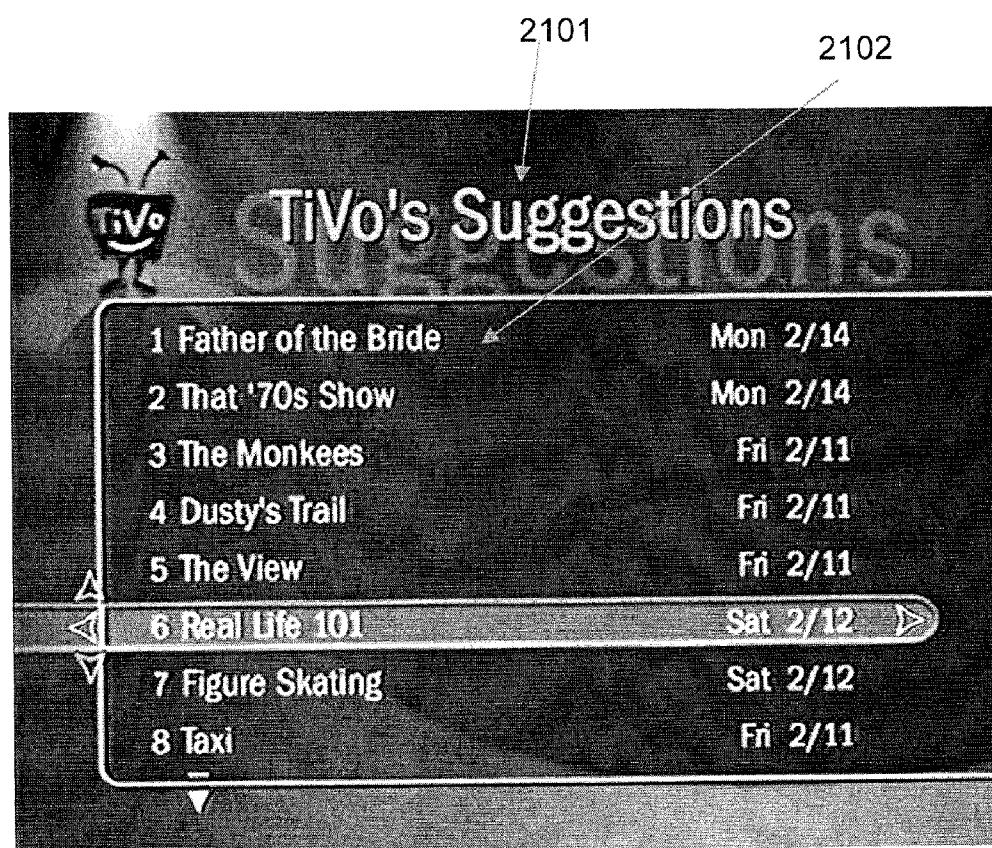 2101
2102
TiVo
TiVo's Suggestions
Suggestions
1 Father of the Bride Mon 2/14
2 That '70s Show Mon 2/14
3 The Monkees Fri 2/11
4 Dusty's Trail Fri 2/11
5 The View Fri 2/11
6 Real Life 101 Sat 2/12
7 Figure Skating Sat 2/12
8 Taxi Fri 2/11